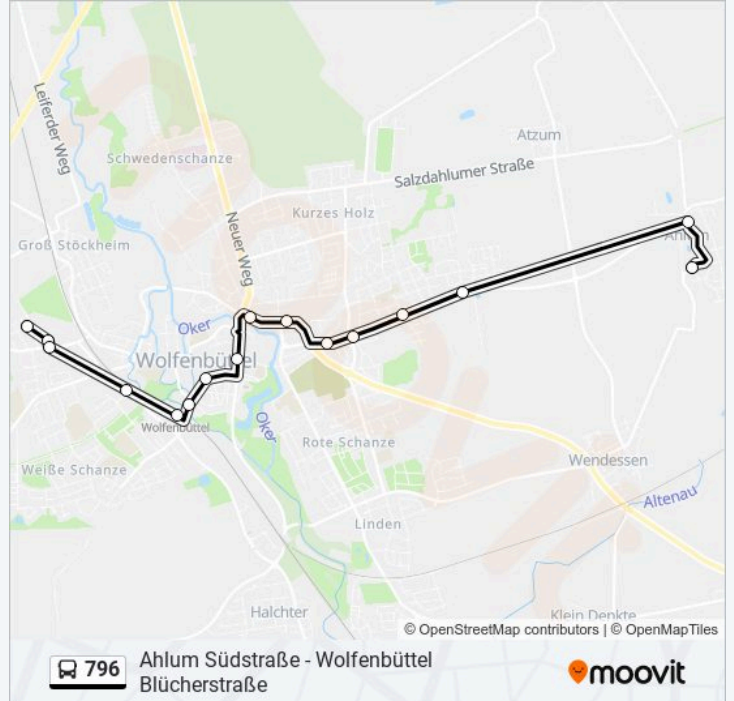 Leiferder Weg
Atzum
Schwedenschanze
Salzdahlumer Straße
Kurzes Holz
Neuer Weg
Groß Stöckheim
Oker
Wolfenbüttel
Wolfenbüttel
Oker
Rote Schanze
Weiße Schanze
Wendessen
Altenau
Linden
Halchter
Klein Denkte
© OpenStreetMap contributors | © OpenMapTiles
796
Ahlum Südstraße - Wolfenbüttel
Blücherstraße
moovit